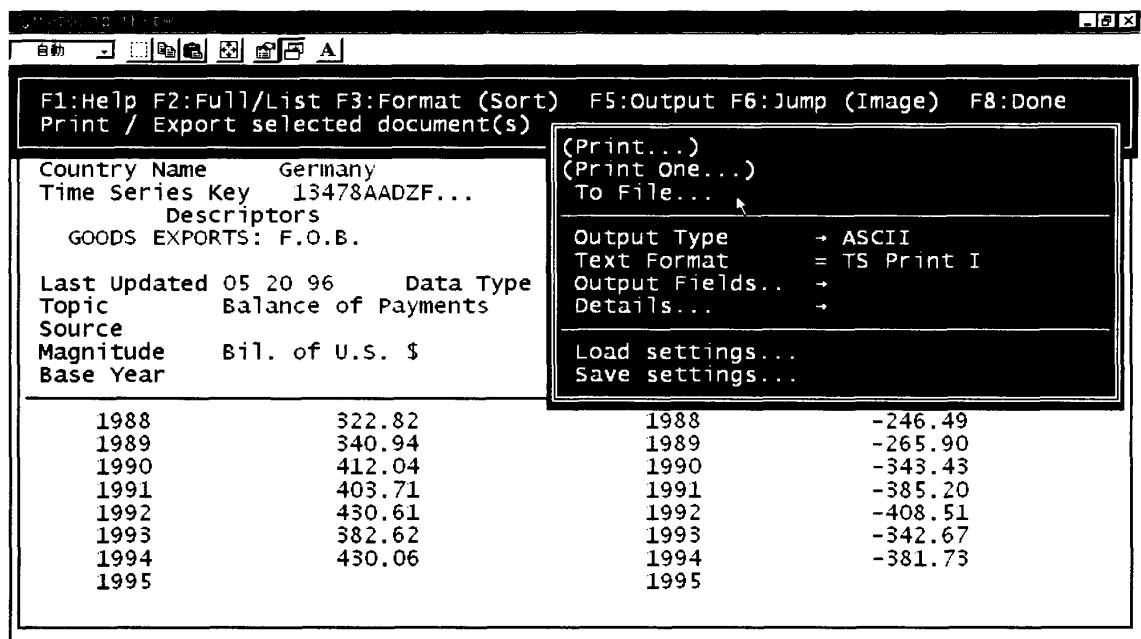 自動
A
F1:Help F2:Full/List F3:Format (Sort) F5:Output F6:Jump (Image) F8:Done
Print / Export selected document(s)
(Print...)
(Print One...)
To File...
Output Type → ASCII
Text Format = TS Print I
Output Fields.. →
Details... →
Load settings...
Save settings...
Country Name Germany
Time Series Key 13478AADZF...
Descriptors
GOODS EXPORTS: F.O.B.
Last Updated 05 20 96 Data Type
Topic Balance of Payments
Source
Magnitude Bil. of U.S. $
Base Year
1988 322.82 1988 -246.49
1989 340.94 1989 -265.90
1990 412.04 1990 -343.43
1991 403.71 1991 -385.20
1992 430.61 1992 -408.51
1993 382.62 1993 -342.67
1994 430.06 1994 -381.73
1995 1995